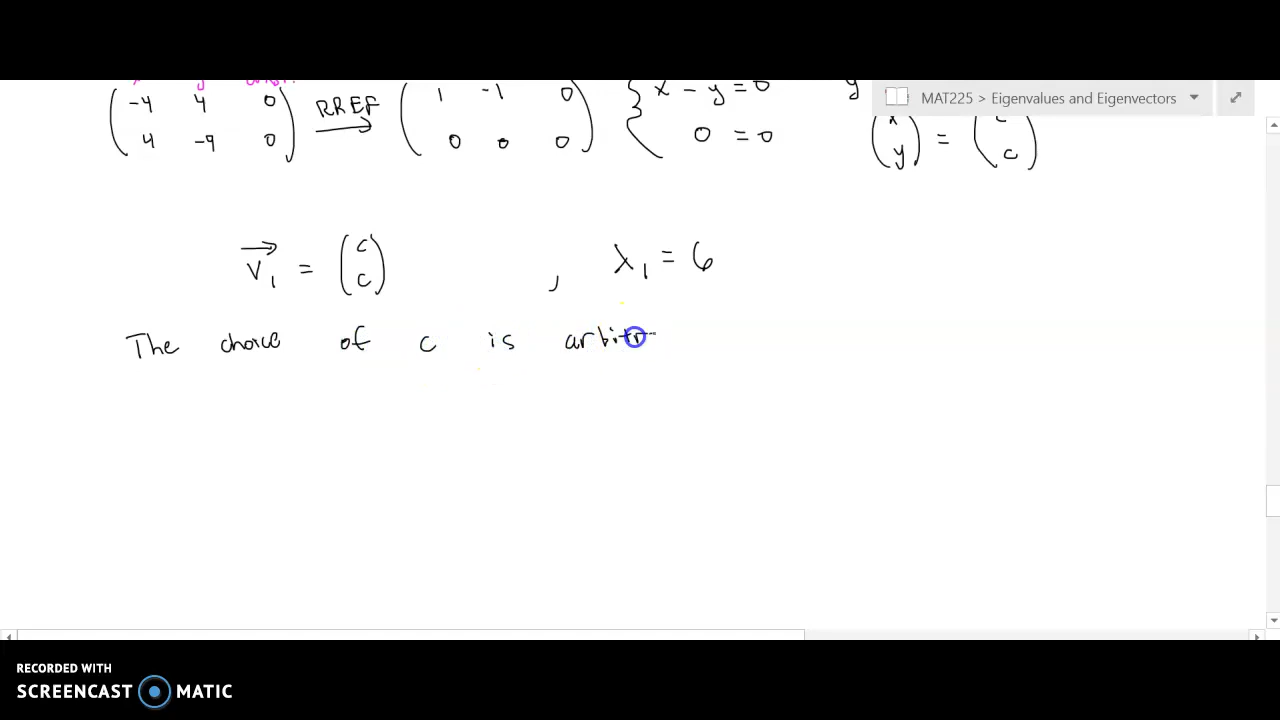 -4 4 0 RREF 1 -1 0 x - y = 0 y
4 -4 0 0 0 0 0 = 0 y = c
MAT225 > Eigenvalues and Eigenvectors
v₁ = (c c) , λ₁ = 6
The choice of c is arbitr
RECORDED WITH
SCREENCAST MATIC